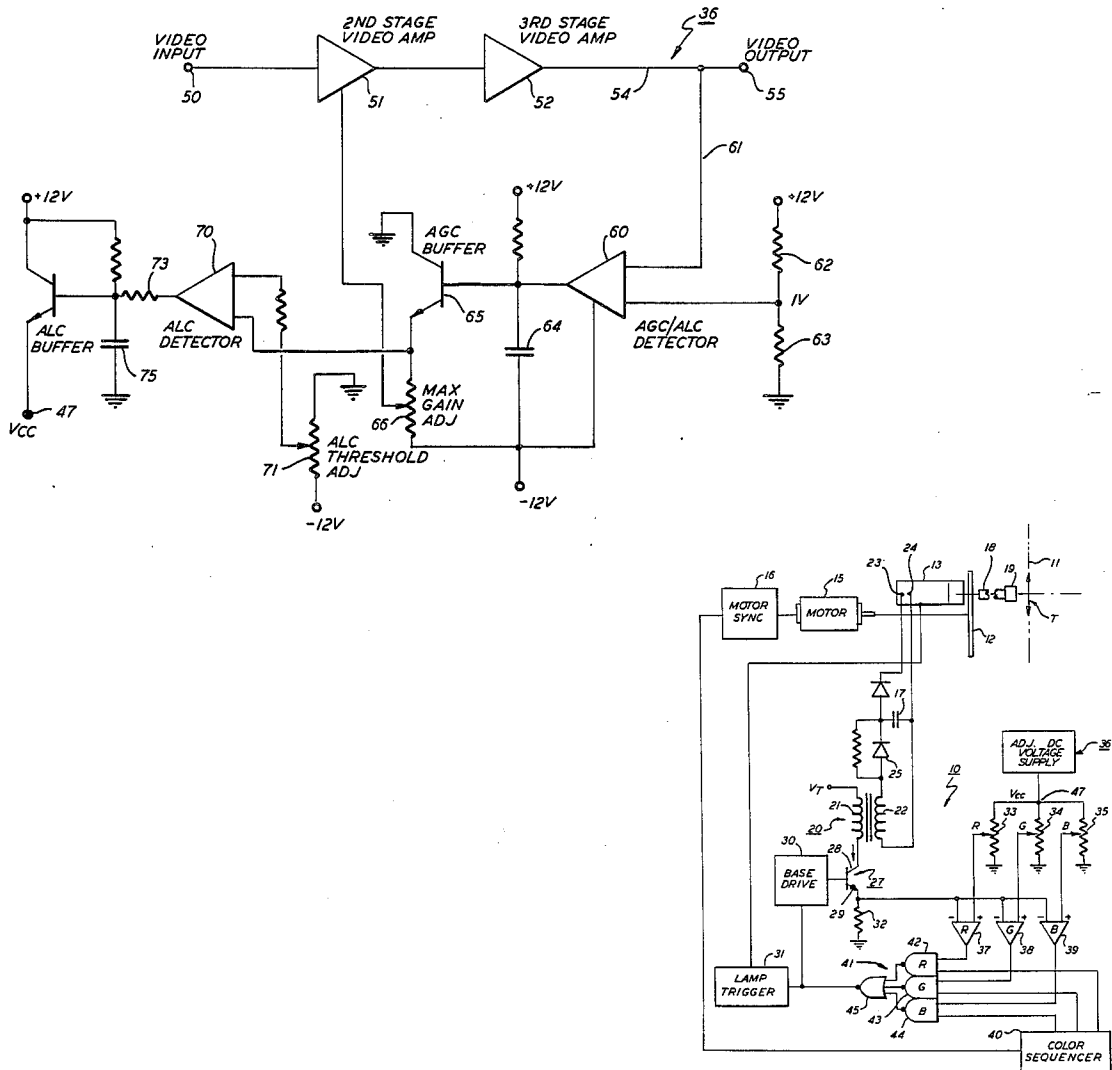 2ND STAGE
VIDEO AMP
3RD STAGE
VIDEO AMP
36
VIDEO
INPUT
50
51
52
54
VIDEO
OUTPUT
55
61
+12V
+12V
+12V
70
73
AGC
BUFFER
60
62
1V
65
64
AGC/ALC
DETECTOR
63
ALC
BUFFER
75
ALC
DETECTOR
47
VCC
MAX
GAIN
ADJ
66
ALC
THRESHOLD
ADJ
71
-12V
-12V
16
MOTOR
SYNC
15
MOTOR
23
24
13
18
19
11
T
12
17
25
ADJ. DC
VOLTAGE
SUPPLY
36
10
VT
21
22
20
VCC
47
R
33
G
34
B
35
30
BASE
DRIVE
28
27
29
32
- +
- +
- +
R
37
G
38
B
39
31
LAMP
TRIGGER
41
42
R
G
B
45
43
44
40
COLOR
SEQUENCER